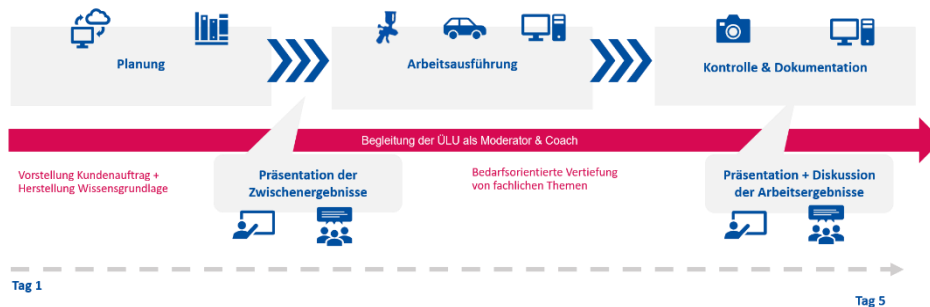 Planung
Arbeitsausführung
Kontrolle & Dokumentation
Begleitung der ÜLU als Moderator & Coach
Vorstellung Kundenauftrag +
Herstellung Wissensgrundlage
Präsentation der
Zwischenergebnisse
Bedarfsorientierte Vertiefung
von fachlichen Themen
Präsentation + Diskussion
der Arbeitsergebnisse
Tag 1
Tag 5